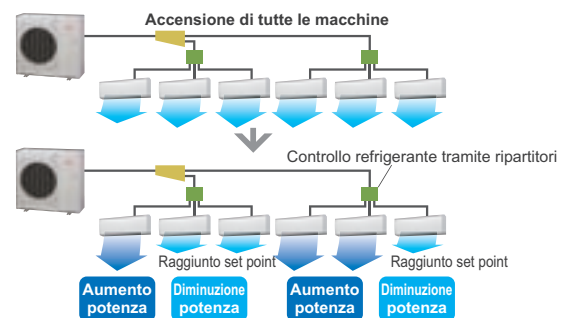 Accensione di tutte le macchine
Controllo refrigerante tramite ripartitori
Raggiunto set point
Raggiunto set point
Aumento
potenza
Diminuzione
potenza
Aumento
potenza
Diminuzione
potenza